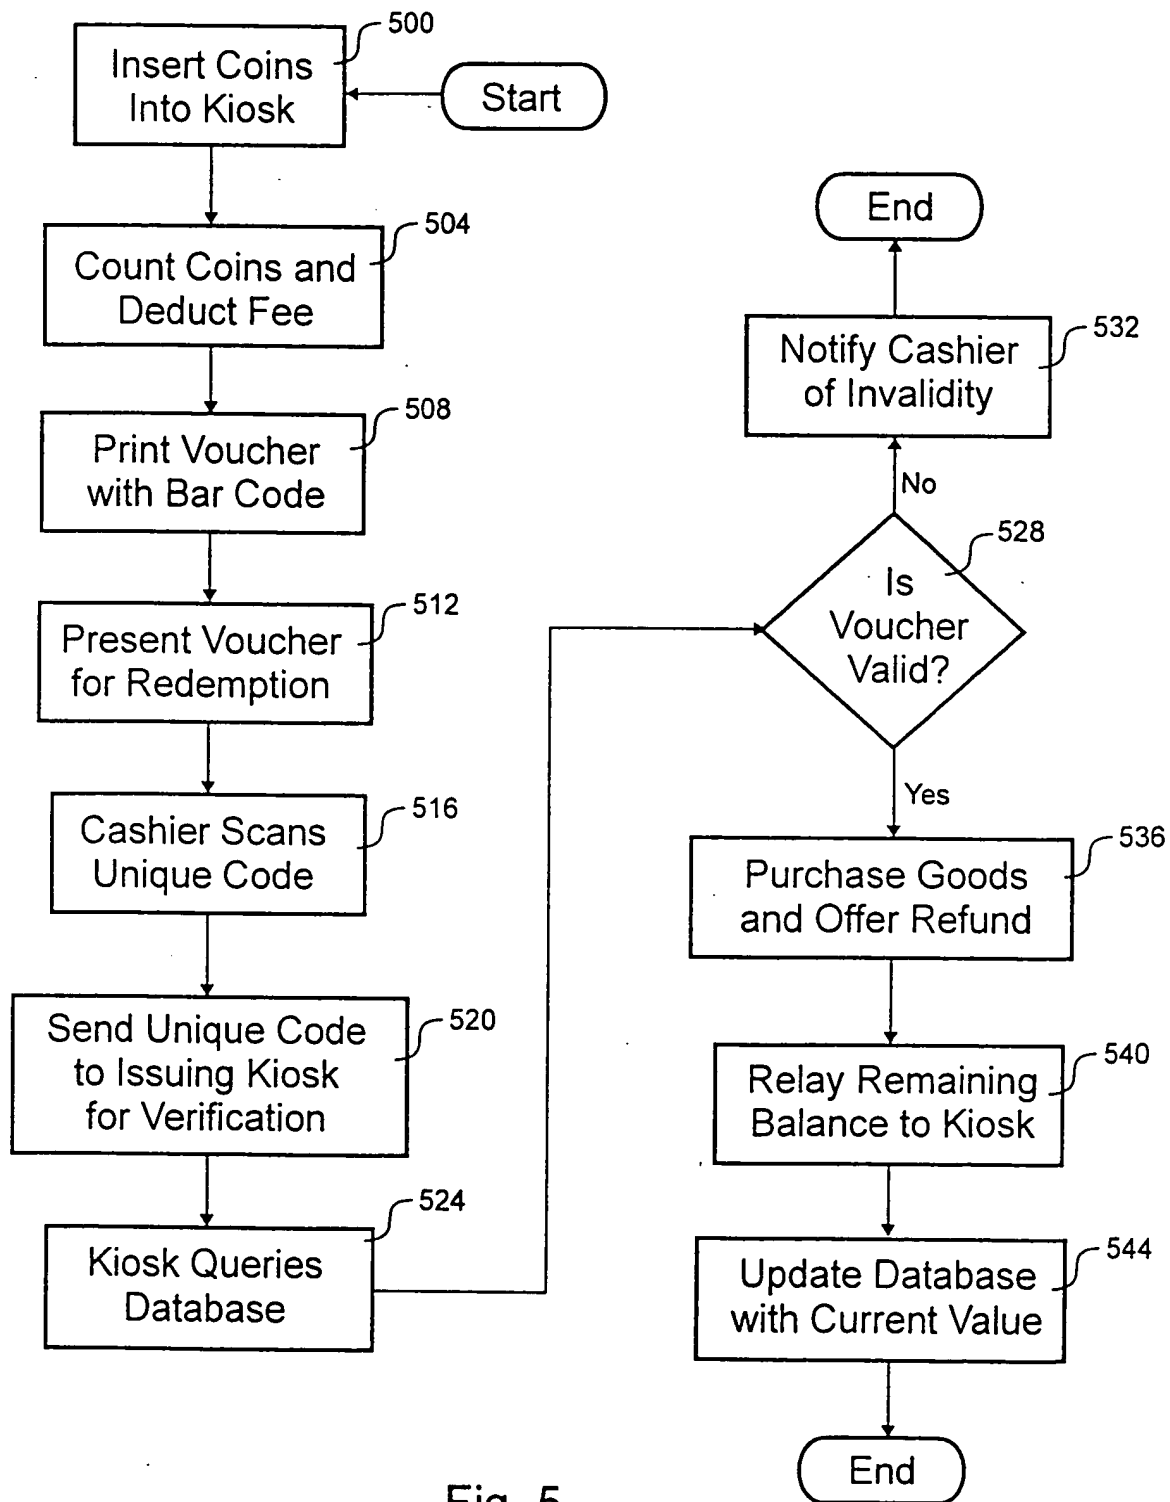 500
Insert Coins
Into Kiosk
Start
504
Count Coins and
Deduct Fee
508
Print Voucher
with Bar Code
512
Present Voucher
for Redemption
516
Cashier Scans
Unique Code
520
Send Unique Code
to Issuing Kiosk
for Verification
524
Kiosk Queries
Database
End
532
Notify Cashier
of Invalidity
No
528
Is
Voucher
Valid?
Yes
536
Purchase Goods
and Offer Refund
540
Relay Remaining
Balance to Kiosk
544
Update Database
with Current Value
End
Fig. 5